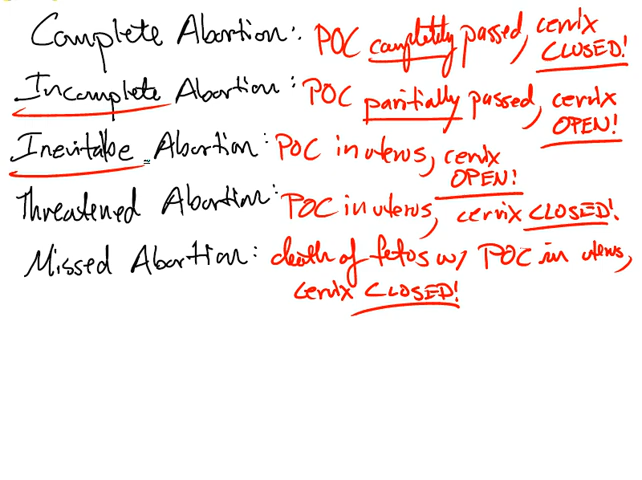 Complete Abortion: POC completely passed, cervix
CLOSED!
Incomplete Abortion: POC partially passed, cervix
OPEN!
Inevitable Abortion: POC in uterus, cervix
OPEN!
Threatened Abortion: POC in uterus, cervix CLOSED!
Missed Abortion: death of fetus w/ POC in uterus,
cervix CLOSED!